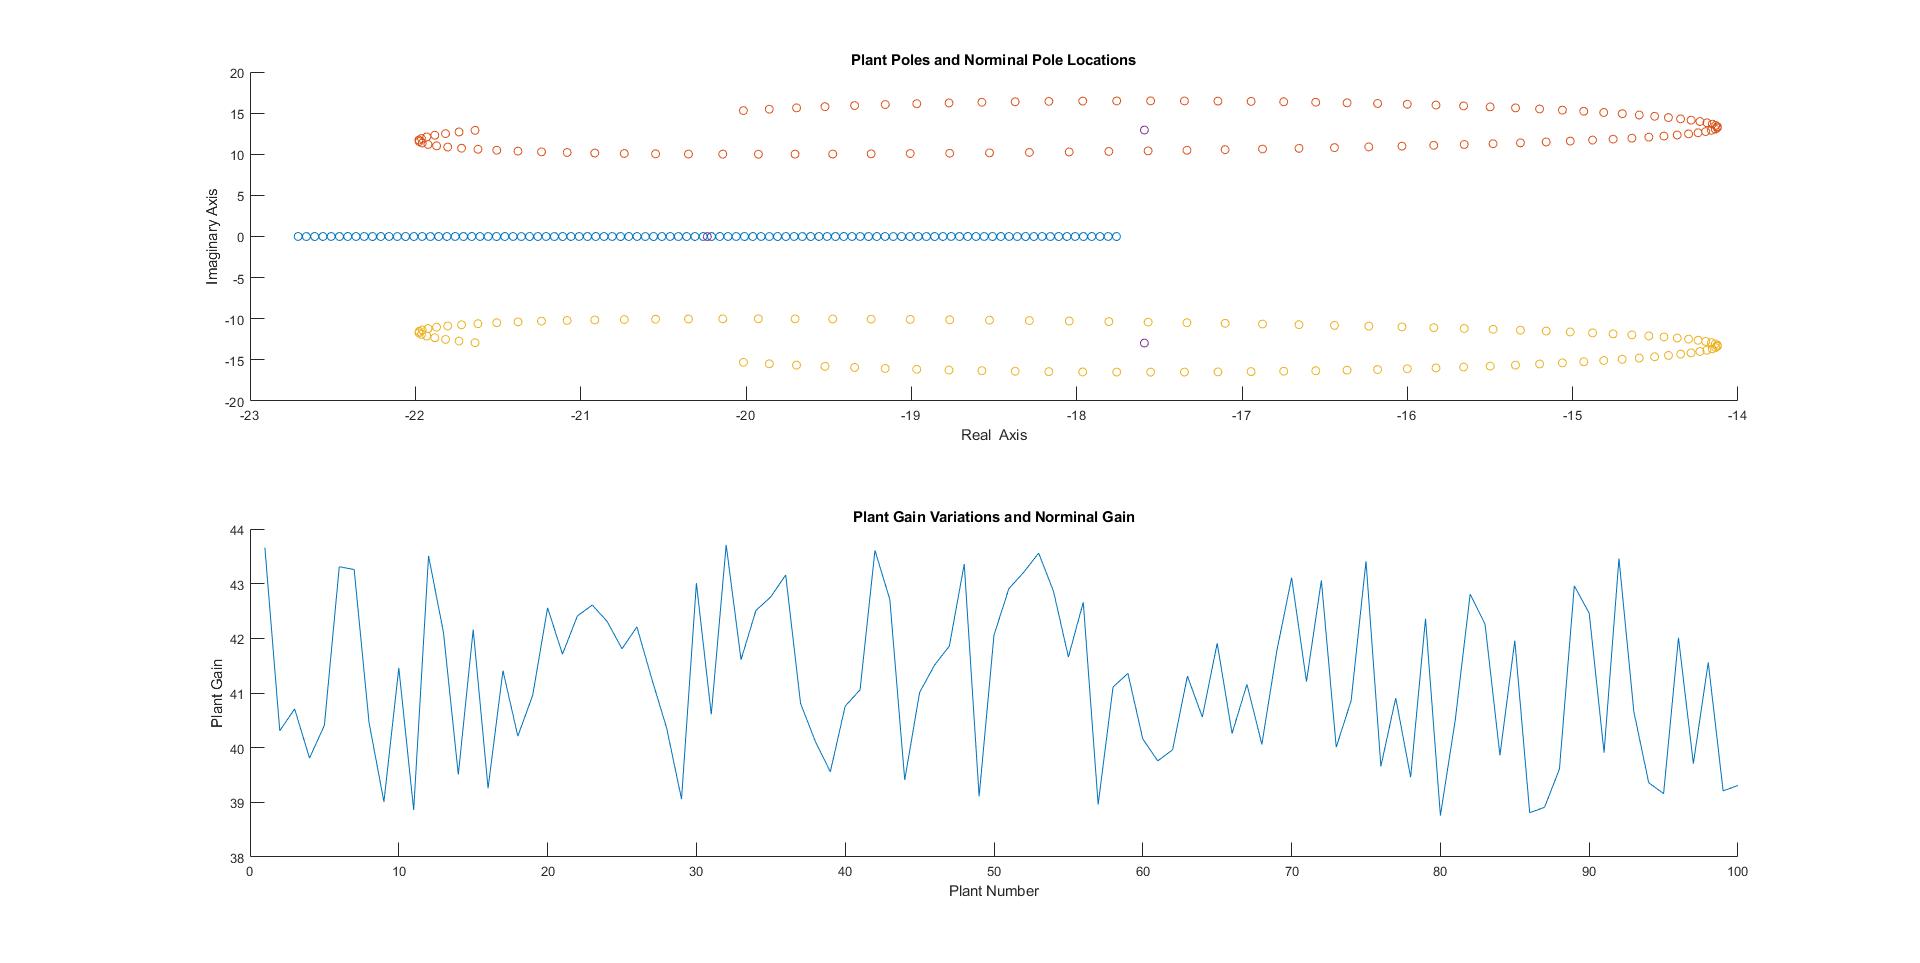 Plant Poles and Norminal Pole Locations
20
15
10
5
0
-5
-10
-15
-20
Imaginary Axis
-23 -22 -21 -20 -19 -18 -17 -16 -15 -14
Real Axis
Plant Gain Variations and Norminal Gain
44
43
42
41
40
39
38
Plant Gain
0 10 20 30 40 50 60 70 80 90 100
Plant Number